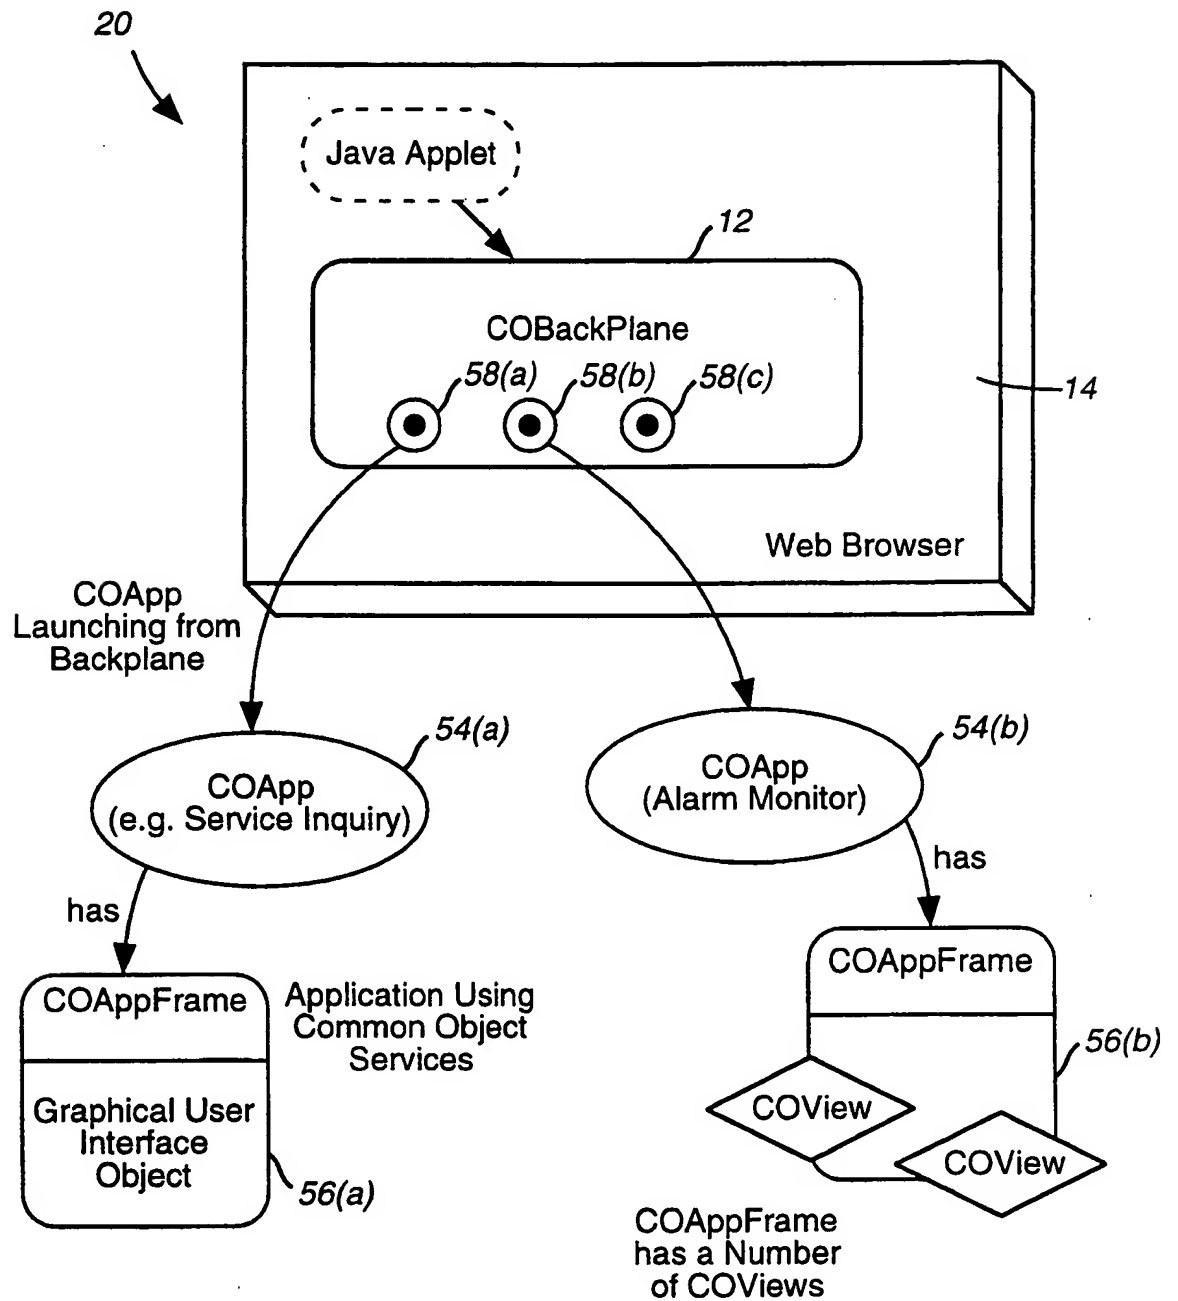 20
Java Applet
12
COBackPlane
58(a)
58(b)
58(c)
14
Web Browser
COApp
Launching from
Backplane
54(a)
COApp
(e.g. Service Inquiry)
54(b)
COApp
(Alarm Monitor)
has
has
COAppFrame
Graphical User
Interface
Object
56(a)
Application Using
Common Object
Services
COAppFrame
56(b)
COView
COView
COAppFrame
has a Number
of COViews